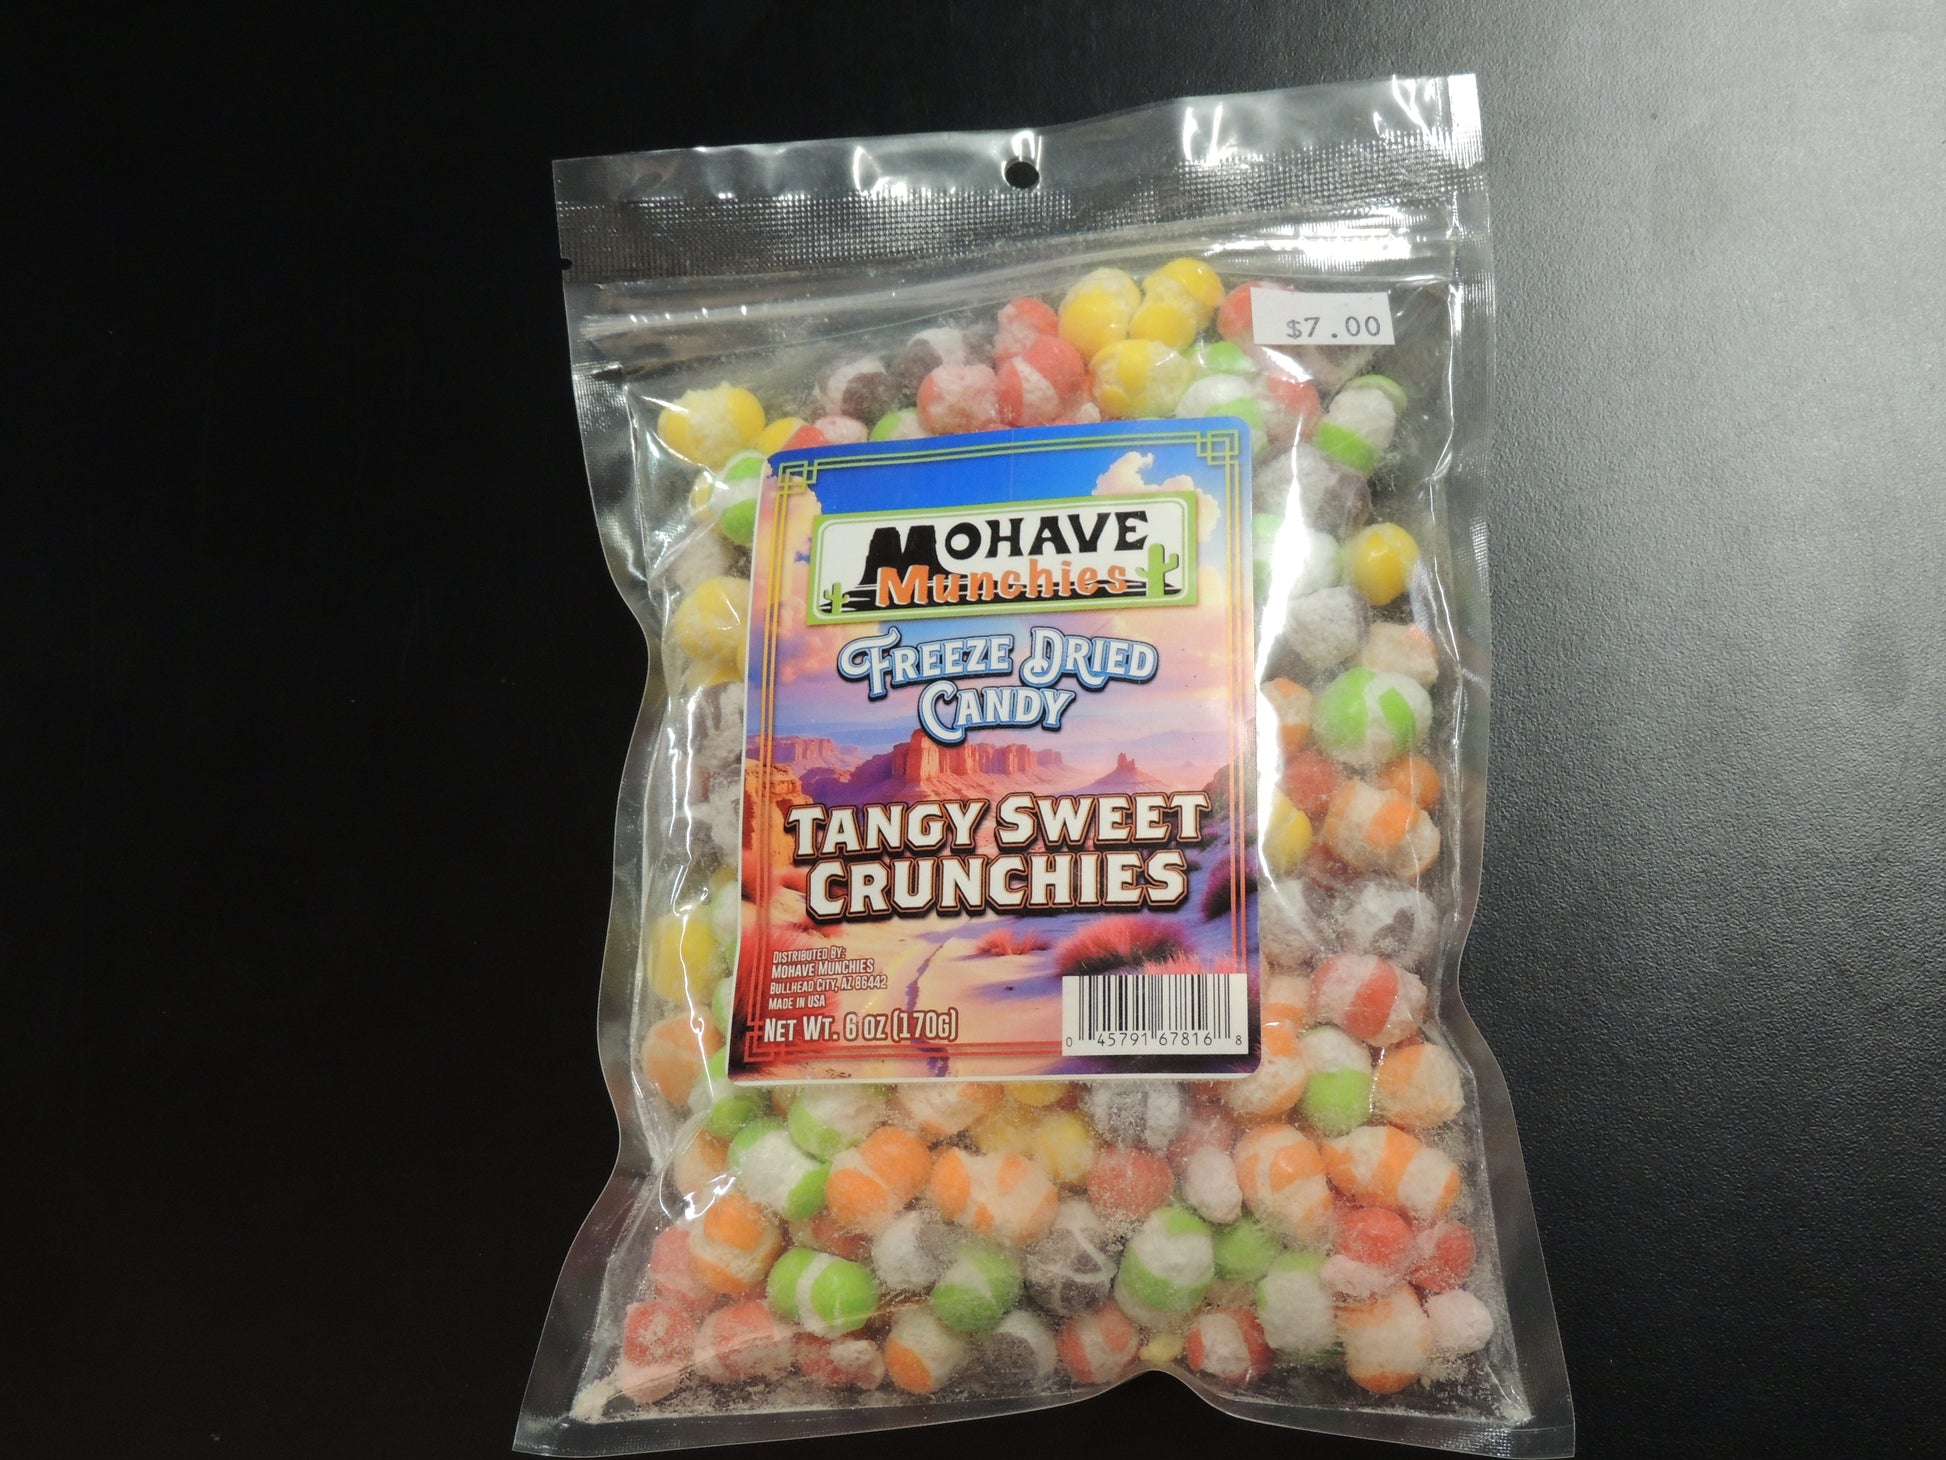 $7.00
MOHAVE
Munchies
FREEZE DRIED
CANDY
TANGY SWEET
CRUNCHIES
DISTRIBUTED BY:
MOHAVE MUNCHIES
BULLHEAD CITY, AZ 86442
MADE IN USA
NET WT. 6 OZ (170G)
0 45791 67816 8